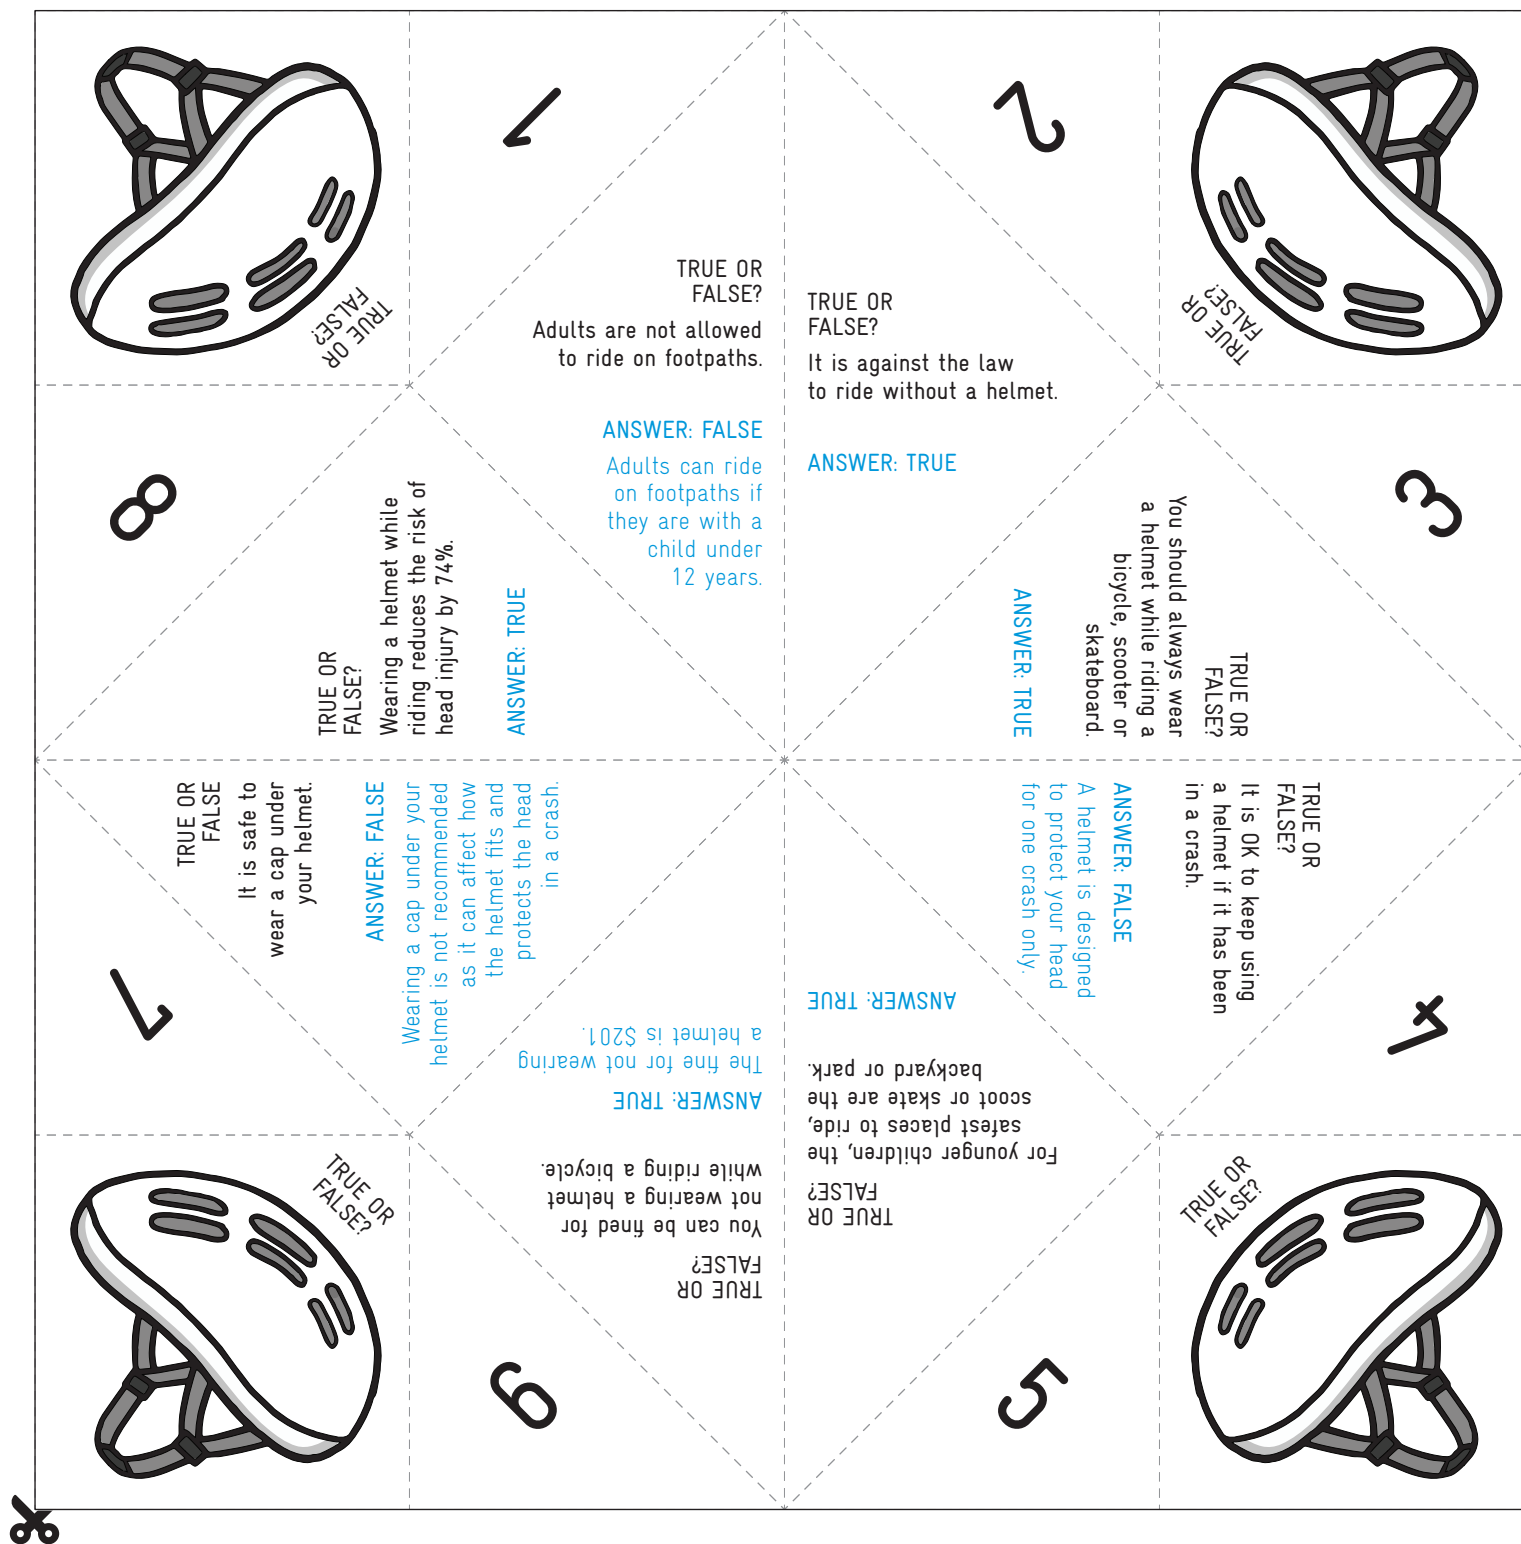 TRUE OR
FALSE?
1
2
TRUE OR
FALSE?
TRUE OR
FALSE?
Adults are not allowed
to ride on footpaths.
ANSWER: FALSE
Adults can ride
on footpaths if
they are with a
child under
12 years.
TRUE OR
FALSE?
It is against the law
to ride without a helmet.
ANSWER: TRUE
3
TRUE OR
FALSE?
You should always wear
a helmet while riding a
bicycle, scooter or
skateboard.
ANSWER: TRUE
TRUE OR
FALSE?
It is OK to keep using
a helmet if it has been
in a crash.
ANSWER: FALSE
A helmet is designed
to protect your head
for one crash only.
4
TRUE OR
FALSE?
5
TRUE OR
FALSE?
For younger children, the
safest places to ride,
scoot or skate are the
backyard or park.
ANSWER: TRUE
TRUE OR
FALSE?
You can be fined for
not wearing a helmet
while riding a bicycle.
ANSWER: TRUE
The fine for not wearing
a helmet is $201.
6
TRUE OR
FALSE?
7
TRUE OR
FALSE
It is safe to
wear a cap under
your helmet.
ANSWER: FALSE
Wearing a cap under your
helmet is not recommended
as it can affect how
the helmet fits and
protects the head
in a crash.
8
TRUE OR
FALSE?
Wearing a helmet while
riding reduces the risk of
head injury by 74%.
ANSWER: TRUE